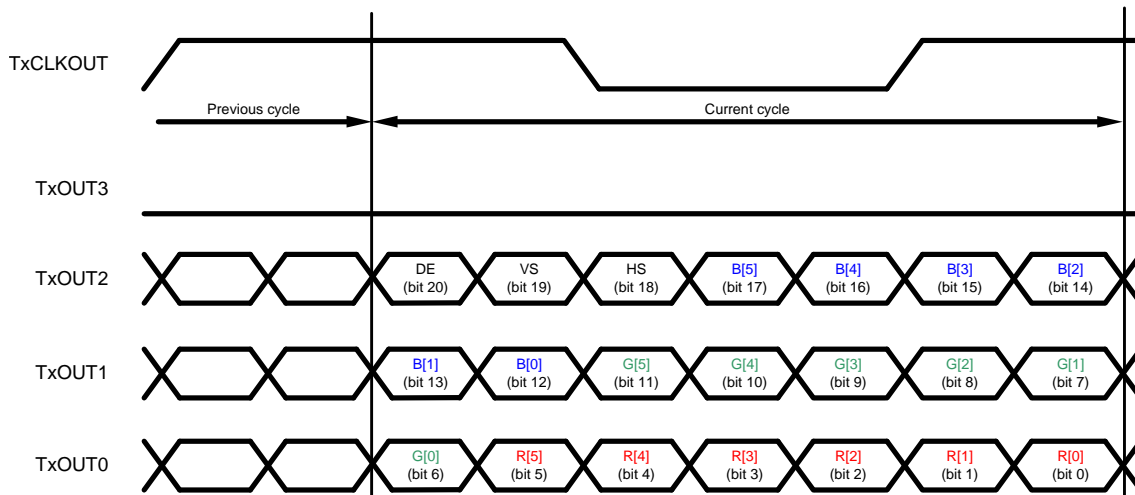 TxCLKOUT
Previous cycle Current cycle
TxOUT3
TxOUT2
DE VS HS B[5] B[4] B[3] B[2]
(bit 20) (bit 19) (bit 18) (bit 17) (bit 16) (bit 15) (bit 14)
TxOUT1
B[1] B[0] G[5] G[4] G[3] G[2] G[1]
(bit 13) (bit 12) (bit 11) (bit 10) (bit 9) (bit 8) (bit 7)
TxOUT0
G[0] R[5] R[4] R[3] R[2] R[1] R[0]
(bit 6) (bit 5) (bit 4) (bit 3) (bit 2) (bit 1) (bit 0)